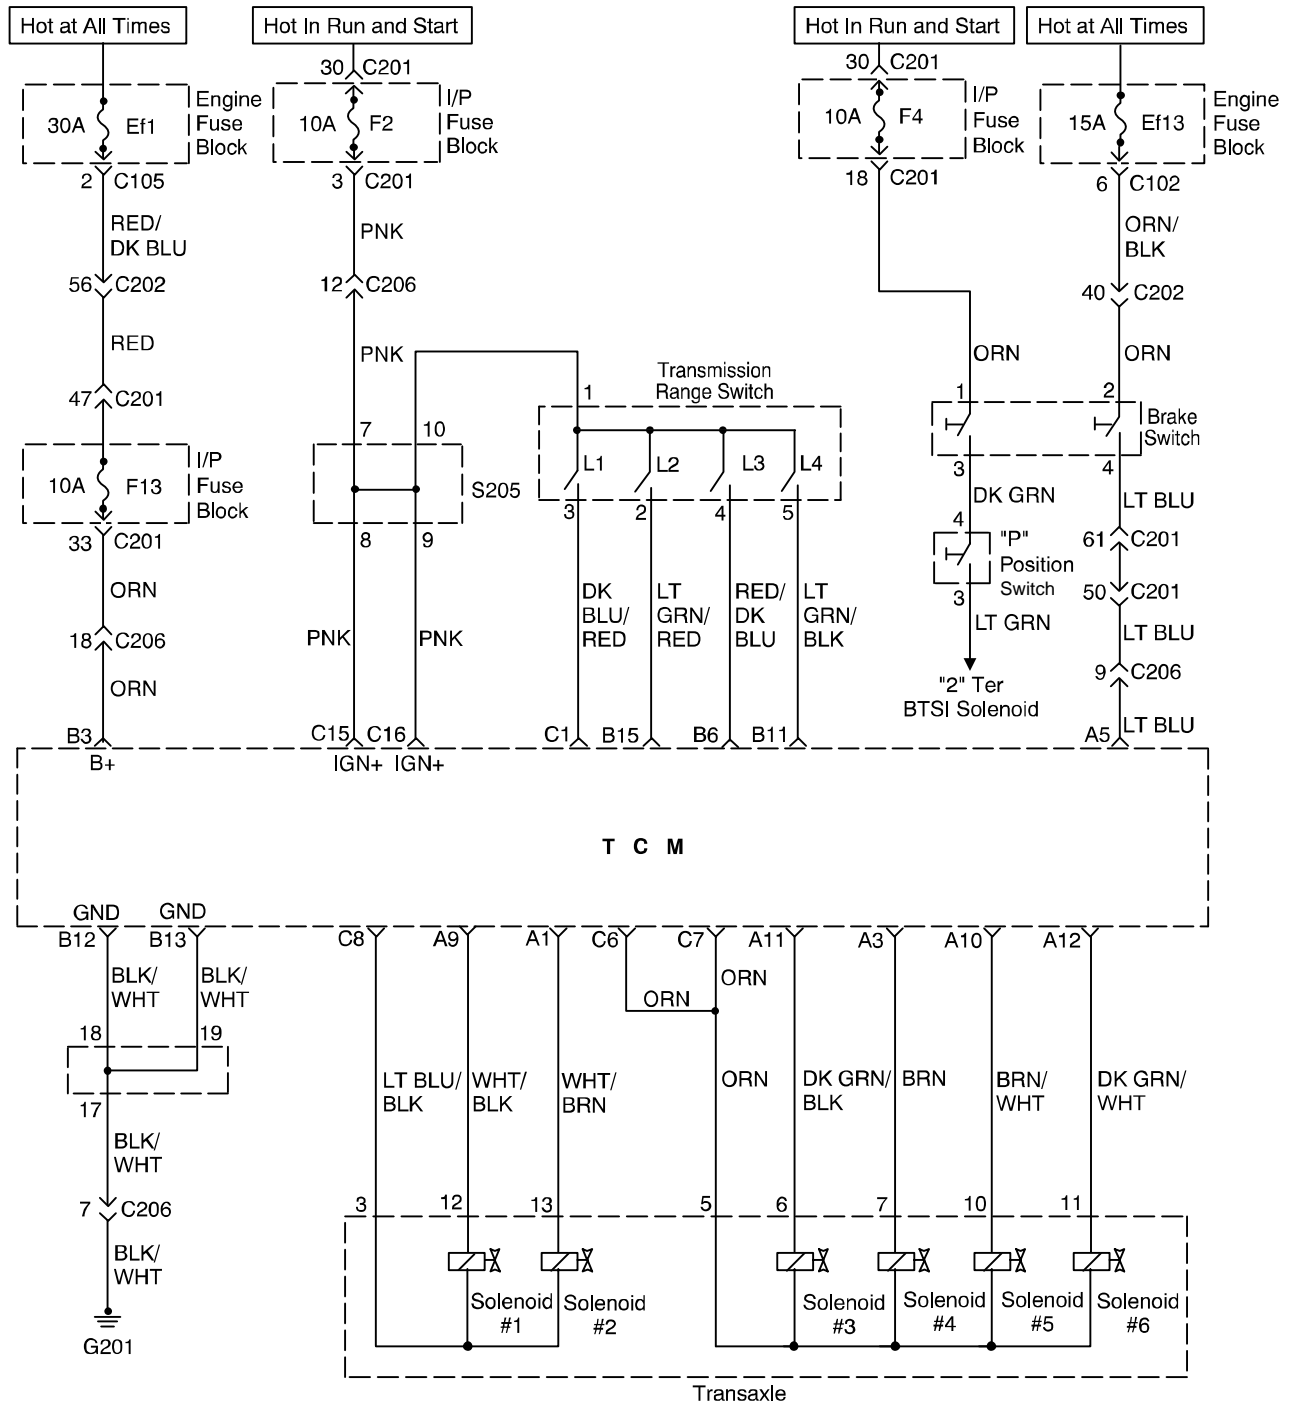 Hot at All Times
Hot In Run and Start
Hot In Run and Start
Hot at All Times
30 C201
30 C201
30A Ef1
Engine
Fuse
Block
10A F2
I/P
Fuse
Block
10A F4
I/P
Fuse
Block
15A Ef13
Engine
Fuse
Block
2 C105
3 C201
18 C201
6 C102
RED/
DK BLU
PNK
ORN/
BLK
56 C202
12 C206
40 C202
RED
PNK
ORN
ORN
47 C201
Transmission
Range Switch
1
1
2
Brake
Switch
7
10
10A F13
I/P
Fuse
Block
S205
L1
L2
L3
L4
3
4
33 C201
8
9
3
2
4
5
DK GRN
LT BLU
4
"P"
Position
Switch
3
61 C201
50 C201
ORN
DK
BLU/
RED
LT
GRN/
RED
RED/
DK
BLU
LT
GRN/
BLK
LT GRN
LT BLU
18 C206
PNK
PNK
9 C206
ORN
"2" Ter
BTSI Solenoid
LT BLU
B3
C15
C16
C1
B15
B6
B11
A5
B+
IGN+
IGN+
T C M
GND
GND
B12
B13
C8
A9
A1
C6
C7
A11
A3
A10
A12
BLK/
WHT
BLK/
WHT
ORN
ORN
18
19
LT BLU/
BLK
WHT/
BLK
WHT/
BRN
ORN
DK GRN/
BLK
BRN
BRN/
WHT
DK GRN/
WHT
17
BLK/
WHT
7 C206
3
12
13
5
6
7
10
11
BLK/
WHT
Solenoid
#1
Solenoid
#2
Solenoid
#3
Solenoid
#4
Solenoid
#5
Solenoid
#6
G201
Transaxle